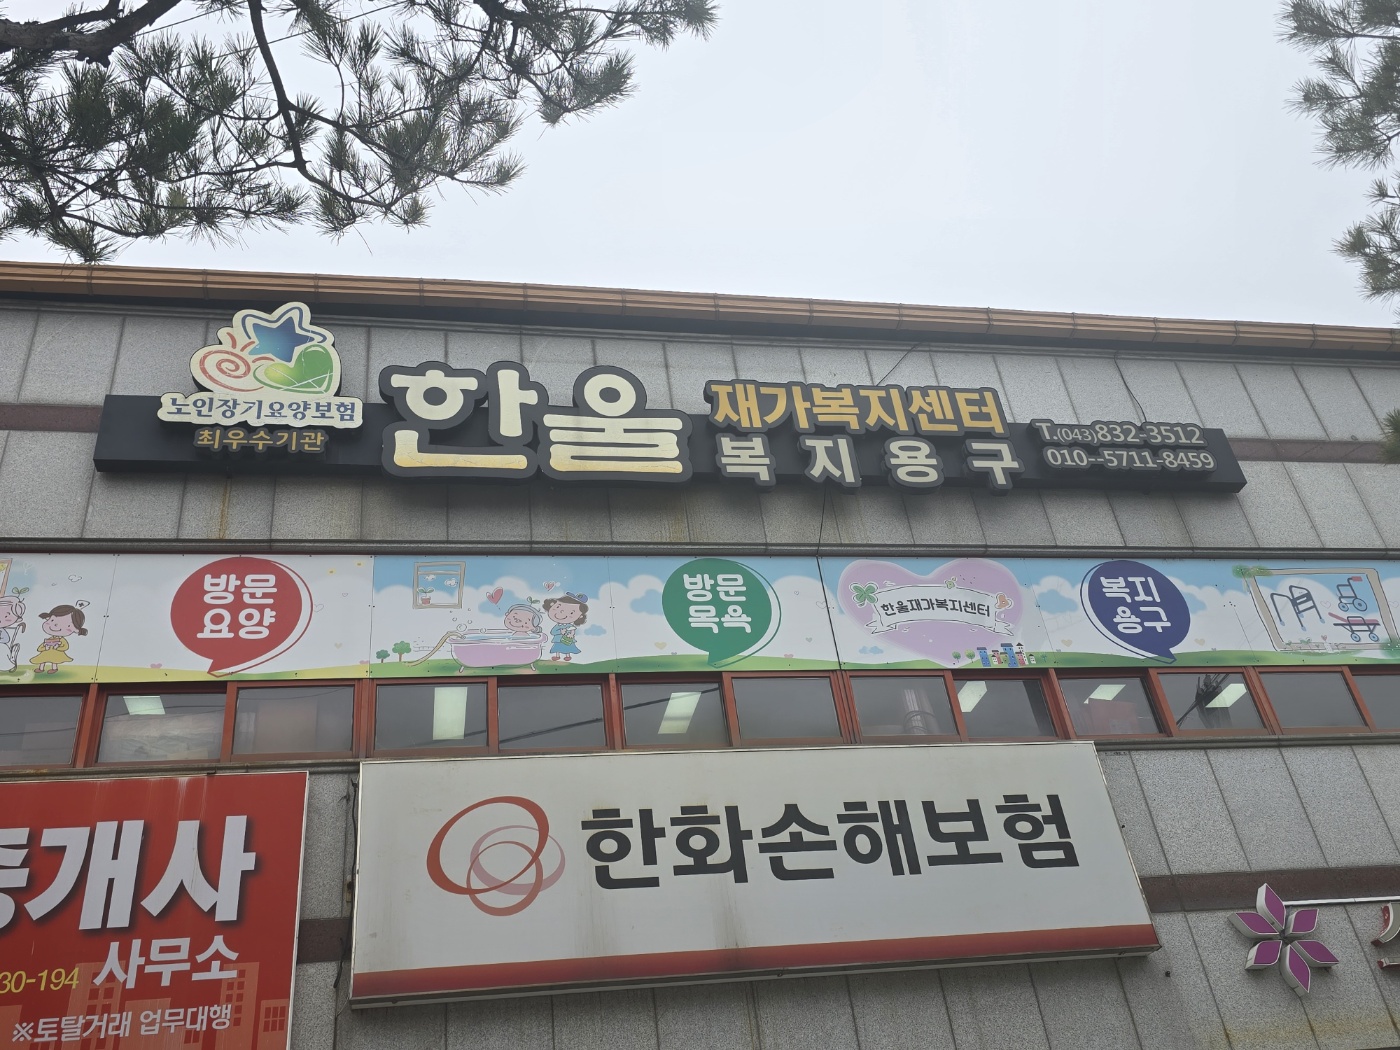 노인장기요양보험
최우수기관
한울
재가복지센터
복지용구
T.(043)832-3512
010--5711-8459
방문
요양
방문
목욕
한울재가복지센터
복지
용구
한화손해보험
개사
사무소
30-194
※토탈거래 업무대행